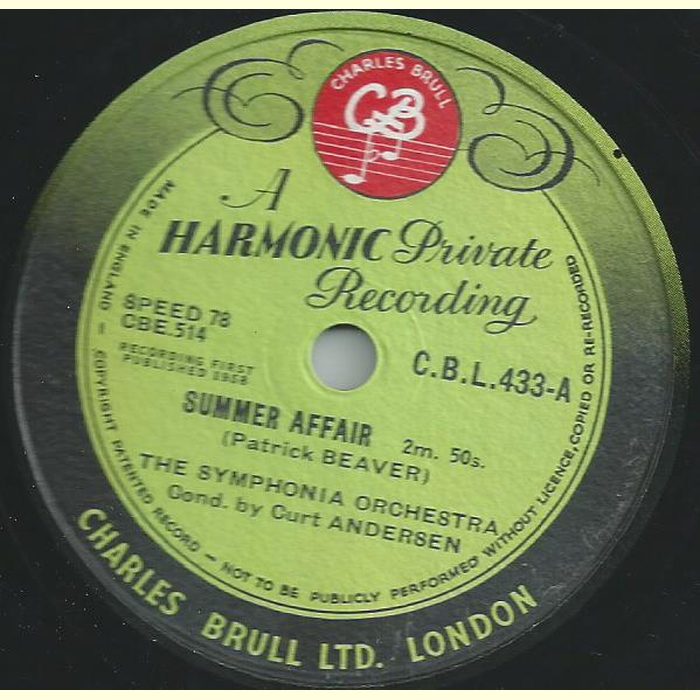 CHARLES BRULL
CB
A
HARMONIC Private
Recording
SPEED 78
CBE.514
RECORDING FIRST
PUBLISHED 1958
C.B.L.433-A
SUMMER AFFAIR 2m. 50s.
(Patrick BEAVER)
THE SYMPHONIA ORCHESTRA
Cond. by Curt ANDERSEN
MADE IN ENGLAND - COPYRIGHT PATENTED RECORD - NOT TO BE PUBLICLY PERFORMED WITHOUT LICENCE, COPIED OR RE-RECORDED
CHARLES BRULL LTD. LONDON